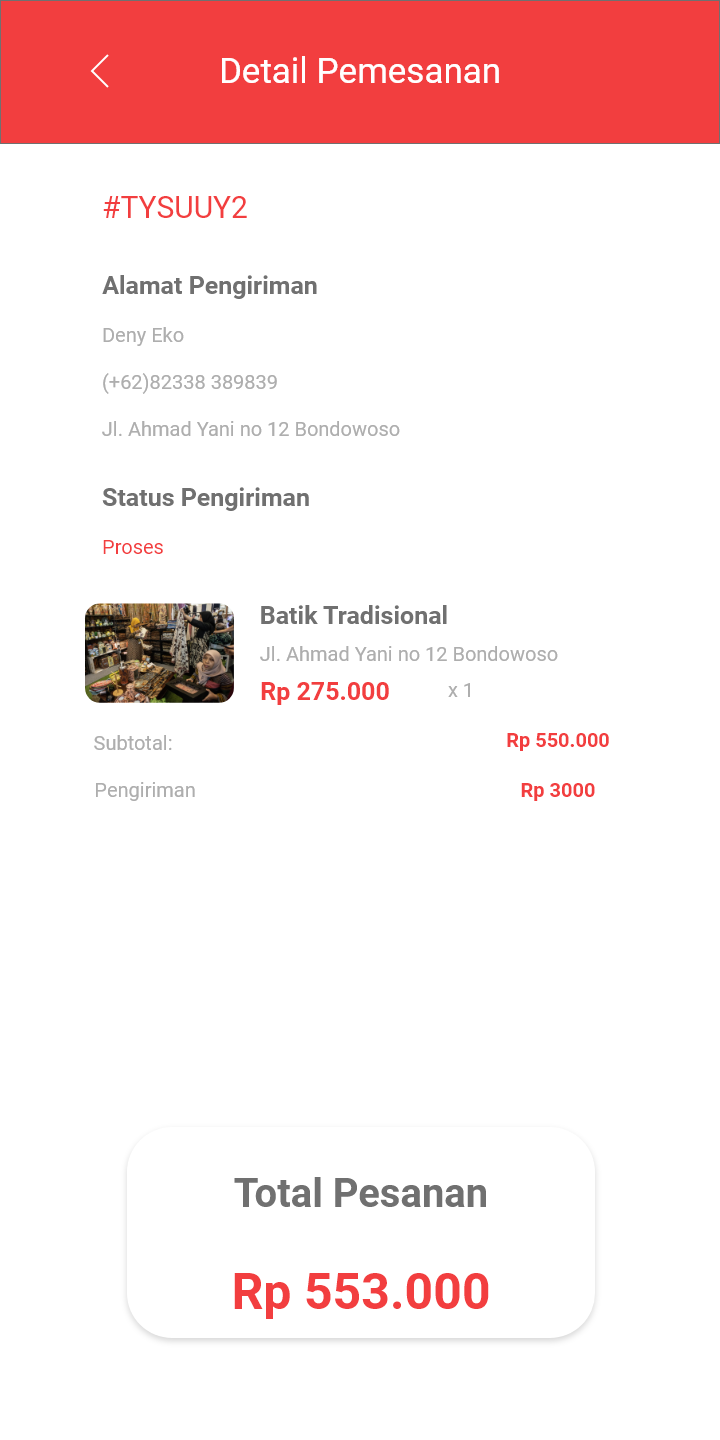 Detail Pemesanan
#TYSUUY2
Alamat Pengiriman
Deny Eko
(+62)82338 389839
Jl. Ahmad Yani no 12 Bondowoso
Status Pengiriman
Proses
Batik Tradisional
Jl. Ahmad Yani no 12 Bondowoso
Rp 275.000 x 1
Subtotal: Rp 550.000
Pengiriman Rp 3000
Total Pesanan
Rp 553.000